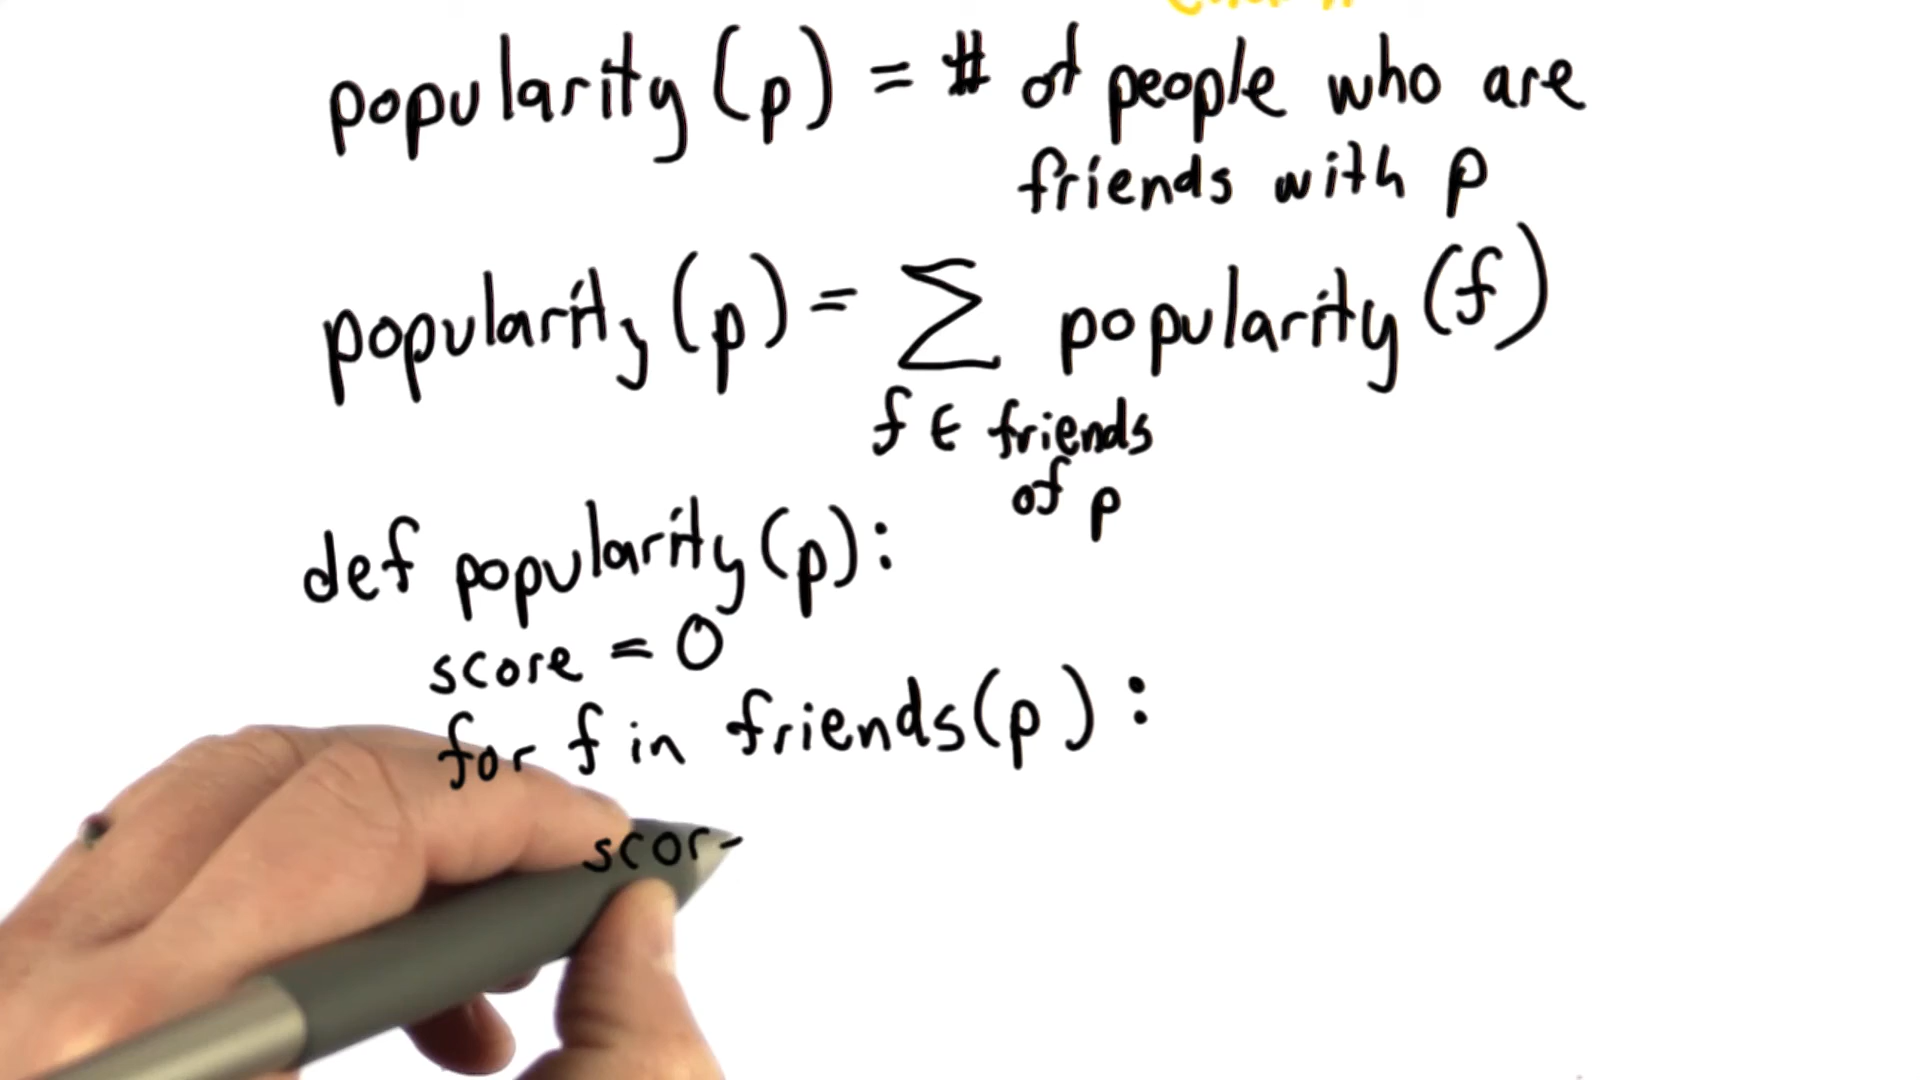 popularity(p) = # of people who are
friends with p
popularity(p) = Σ popularity(f)
f ∈ friends
of p
def popularity(p):
score = 0
for f in friends(p):
scor